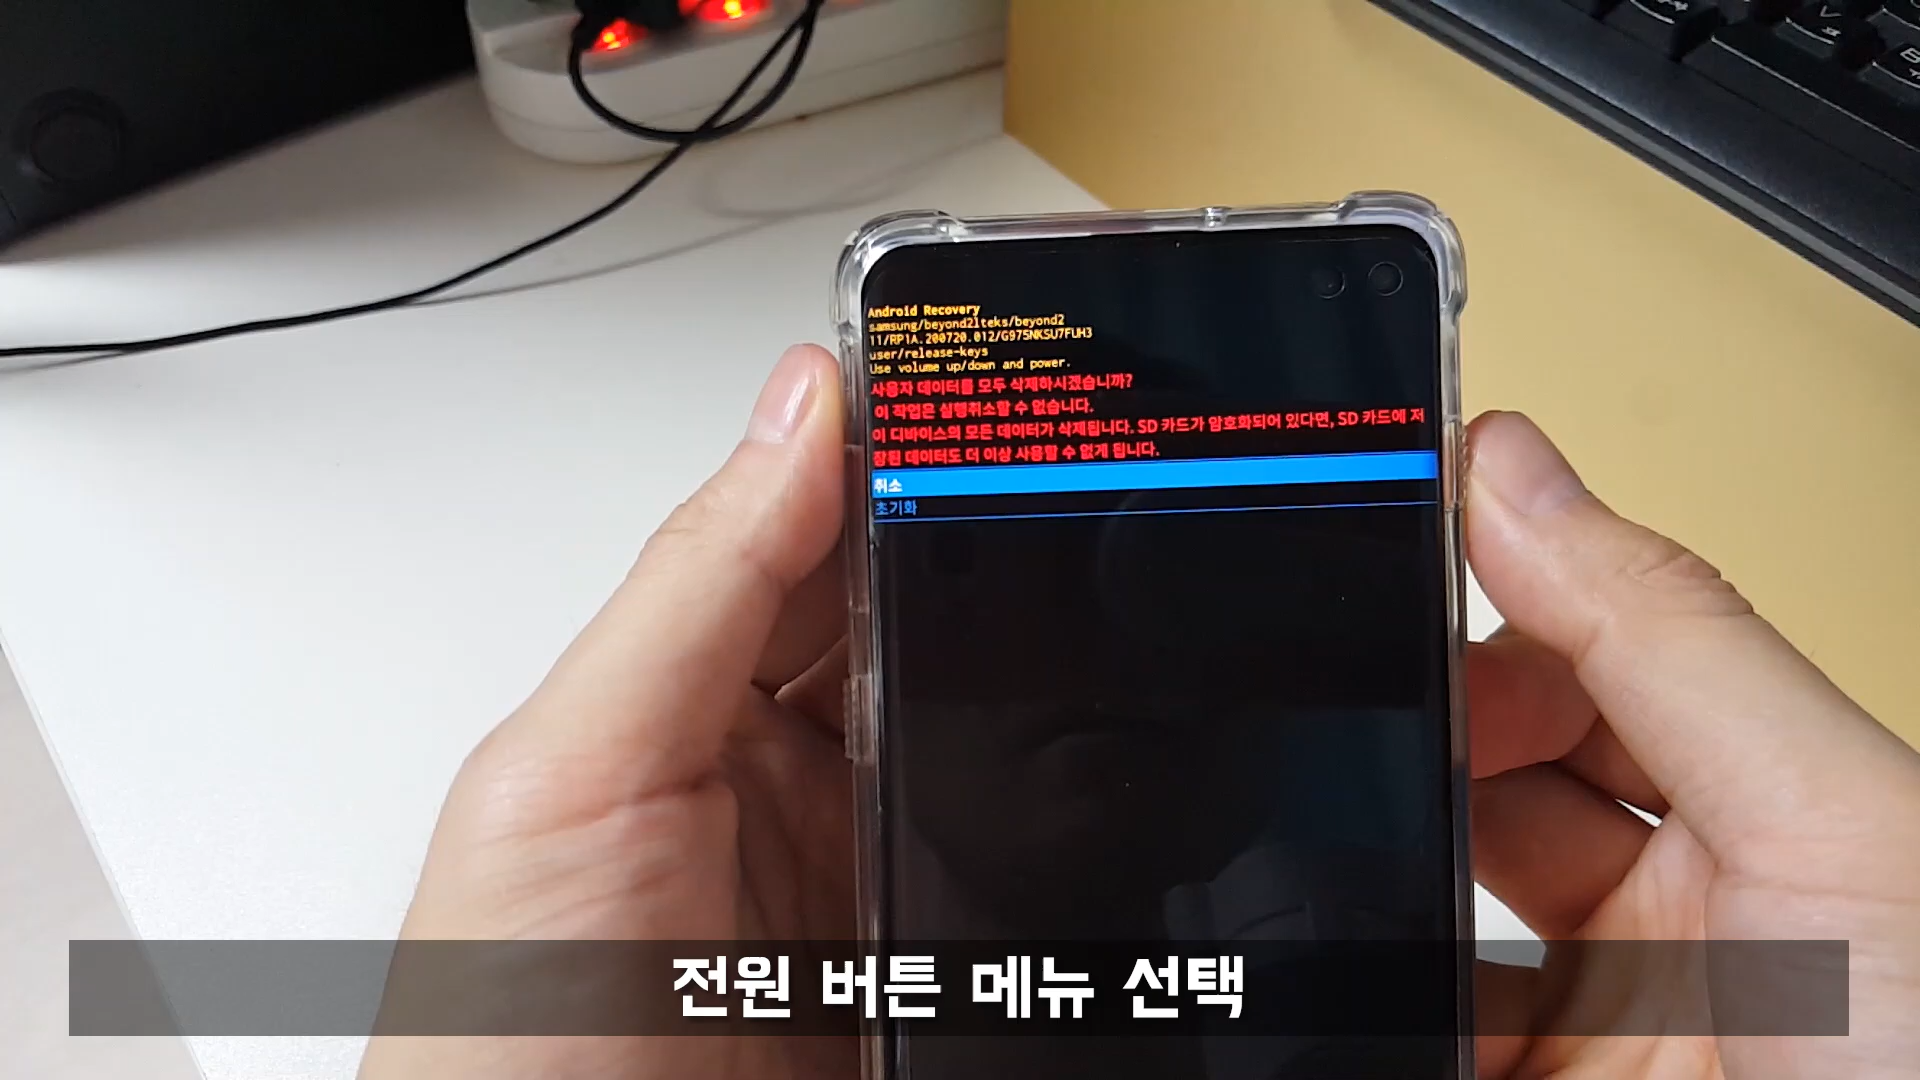 Android Recovery
samsung/beyond2lteks/beyond2
11/RP1A.200720.012/G975NKSU7FUH3
user/release-keys
Use volume up/down and power.
사용자 데이터를 모두 삭제하시겠습니까?
이 작업은 실행취소할 수 없습니다.
이 디바이스의 모든 데이터가 삭제됩니다. SD 카드가 암호화되어 있다면, SD 카드에 저
장된 데이터도 더 이상 사용할 수 없게 됩니다.
취소
초기화
전원 버튼 메뉴 선택